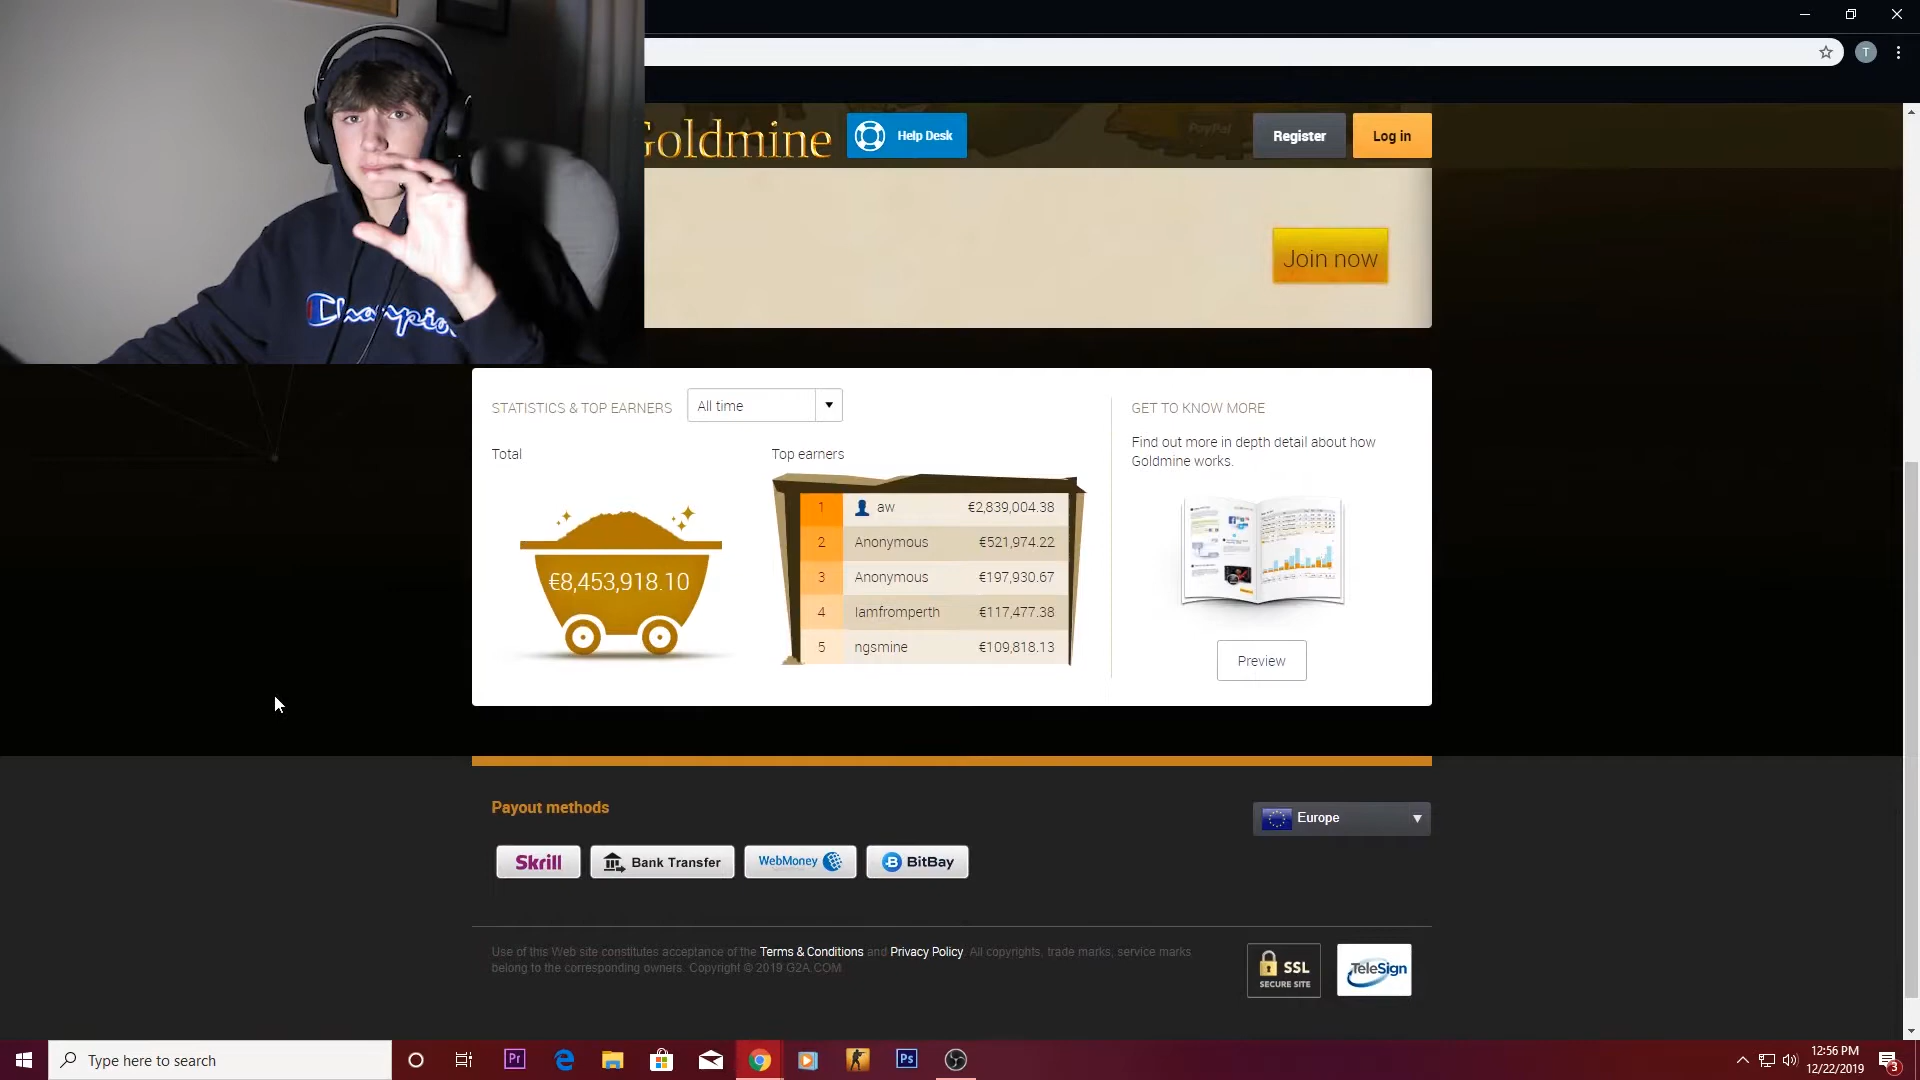 T
Goldmine
Help Desk
PayPal
Register
Log in
Join now
Champio
STATISTICS & TOP EARNERS
All time
Total
€8,453,918.10
Top earners
1 aw €2,839,004.38
2 Anonymous €521,974.22
3 Anonymous €197,930.67
4 Iamfromperth €117,477.38
5 ngsmine €109,818.13
GET TO KNOW MORE
Find out more in depth detail about how
Goldmine works.
Preview
Payout methods
Europe
Skrill
Bank Transfer
WebMoney
BitBay
Use of this Web site constitutes acceptance of the Terms & Conditions and Privacy Policy. All copyrights, trade marks, service marks
belong to the corresponding owners. Copyright © 2019 G2A.COM
SSL
SECURE SITE
TeleSign
Type here to search
Pr
Ps
12:56 PM
12/22/2019
3